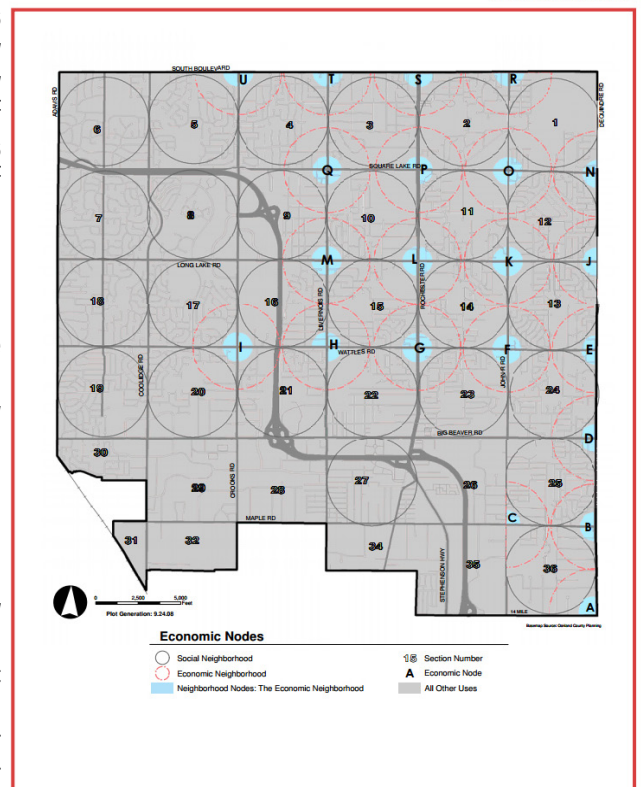 SOUTH BOULEVARD
U T S R
ADAMS RD
DEQUINDRE RD
6 5 4 3 2 1
Q SQUARE LAKE RD P O N
7 8 9 10 11 12
LONG LAKE RD M L K J
18 17 16 15 14 13
LIVERNOIS RD
ROCHESTER RD
I H WATTLES RD G F E
COOLIDGE RD
JOHN R RD
19 20 21 22 23 24
BIG BEAVER RD D
30 29 28 27 26 25
CROOKS RD
MAPLE RD C B
31 32 34 35 36
STEPHENSON HWY
14 MILE A
0 2,500 5,000
Feet
Plot Generation: 9.24.08
Basemap Source: Oakland County Planning
Economic Nodes
Social Neighborhood
Economic Neighborhood
Neighborhood Nodes: The Economic Neighborhood
15 Section Number
A Economic Node
All Other Uses